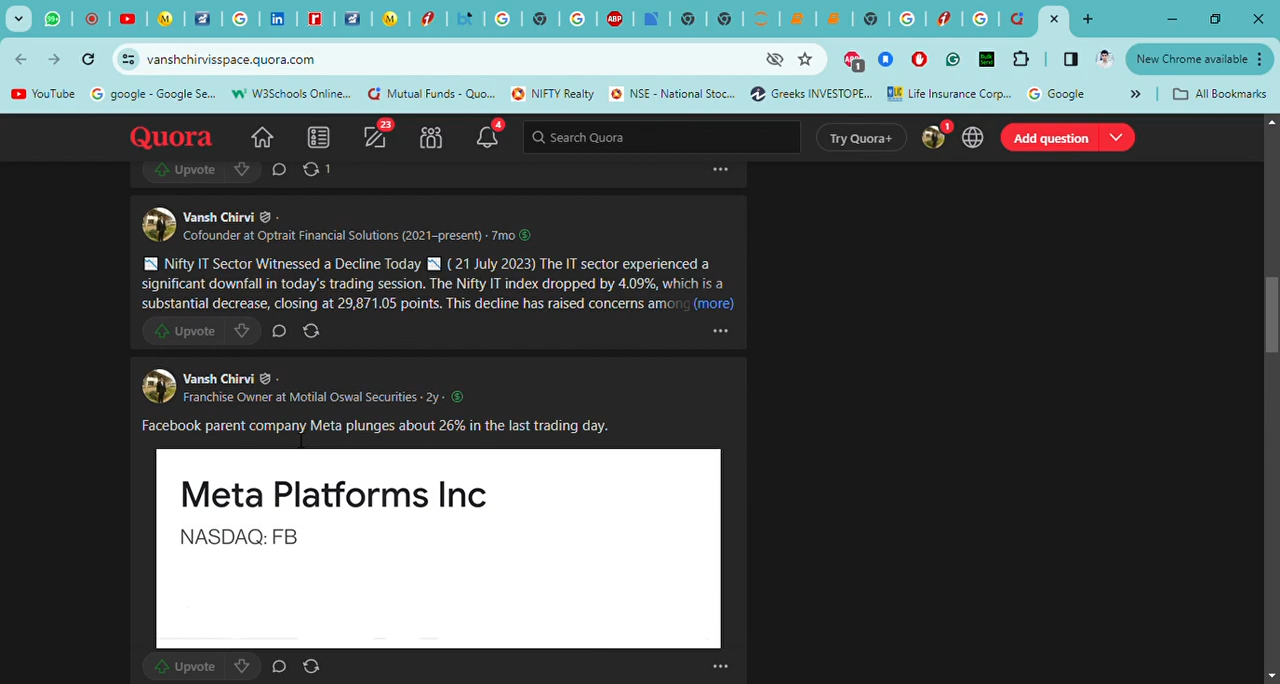 99+
ABP
New Chrome available
vanshchirvisspace.quora.com
ABP
1
Bulk Send
YouTube
google - Google Se...
W3Schools Online...
Mutual Funds - Quo...
NIFTY Realty
NSE - National Stoc...
Greeks INVESTOPE...
Life Insurance Corp...
Google
All Bookmarks
Quora
23
4
Search Quora
Try Quora+
1
Add question
Upvote
1
Vansh Chirvi ·
Cofounder at Optrait Financial Solutions (2021–present) · 7mo
Nifty IT Sector Witnessed a Decline Today ( 21 July 2023) The IT sector experienced a
significant downfall in today's trading session. The Nifty IT index dropped by 4.09%, which is a
substantial decrease, closing at 29,871.05 points. This decline has raised concerns among (more)
Upvote
Vansh Chirvi ·
Franchise Owner at Motilal Oswal Securities · 2y ·
Facebook parent company Meta plunges about 26% in the last trading day.
Meta Platforms Inc
NASDAQ: FB
Upvote